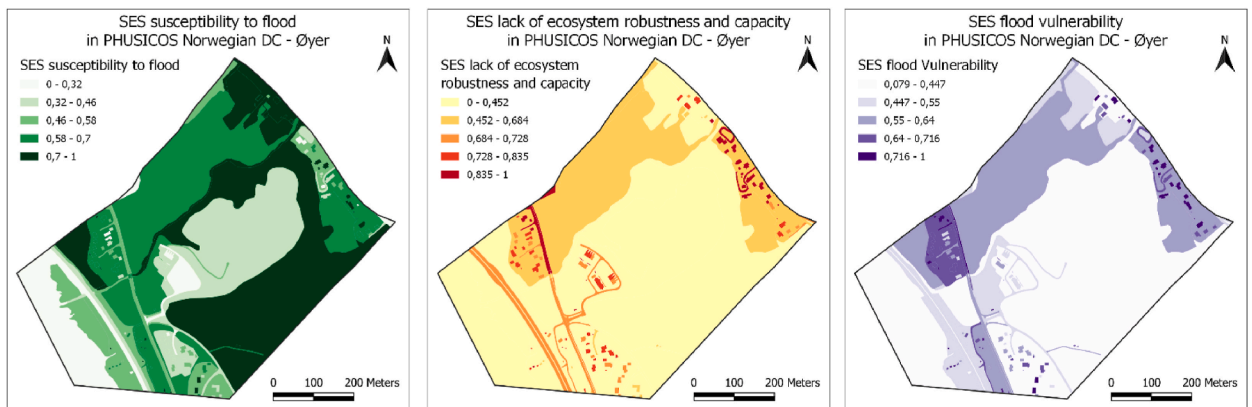 SES susceptibility to flood
in PHUSICOS Norwegian DC - Øyer
N
SES susceptibility to flood
0 - 0,32
0,32 - 0,46
0,46 - 0,58
0,58 - 0,7
0,7 - 1
0 100 200 Meters
SES lack of ecosystem robustness and capacity
in PHUSICOS Norwegian DC - Øyer
N
SES lack of ecosystem
robustness and capacity
0 - 0,452
0,452 - 0,684
0,684 - 0,728
0,728 - 0,835
0,835 - 1
0 100 200 Meters
SES flood vulnerability
in PHUSICOS Norwegian DC - Øyer
N
SES flood Vulnerability
0,079 - 0,447
0,447 - 0,55
0,55 - 0,64
0,64 - 0,716
0,716 - 1
0 100 200 Meters